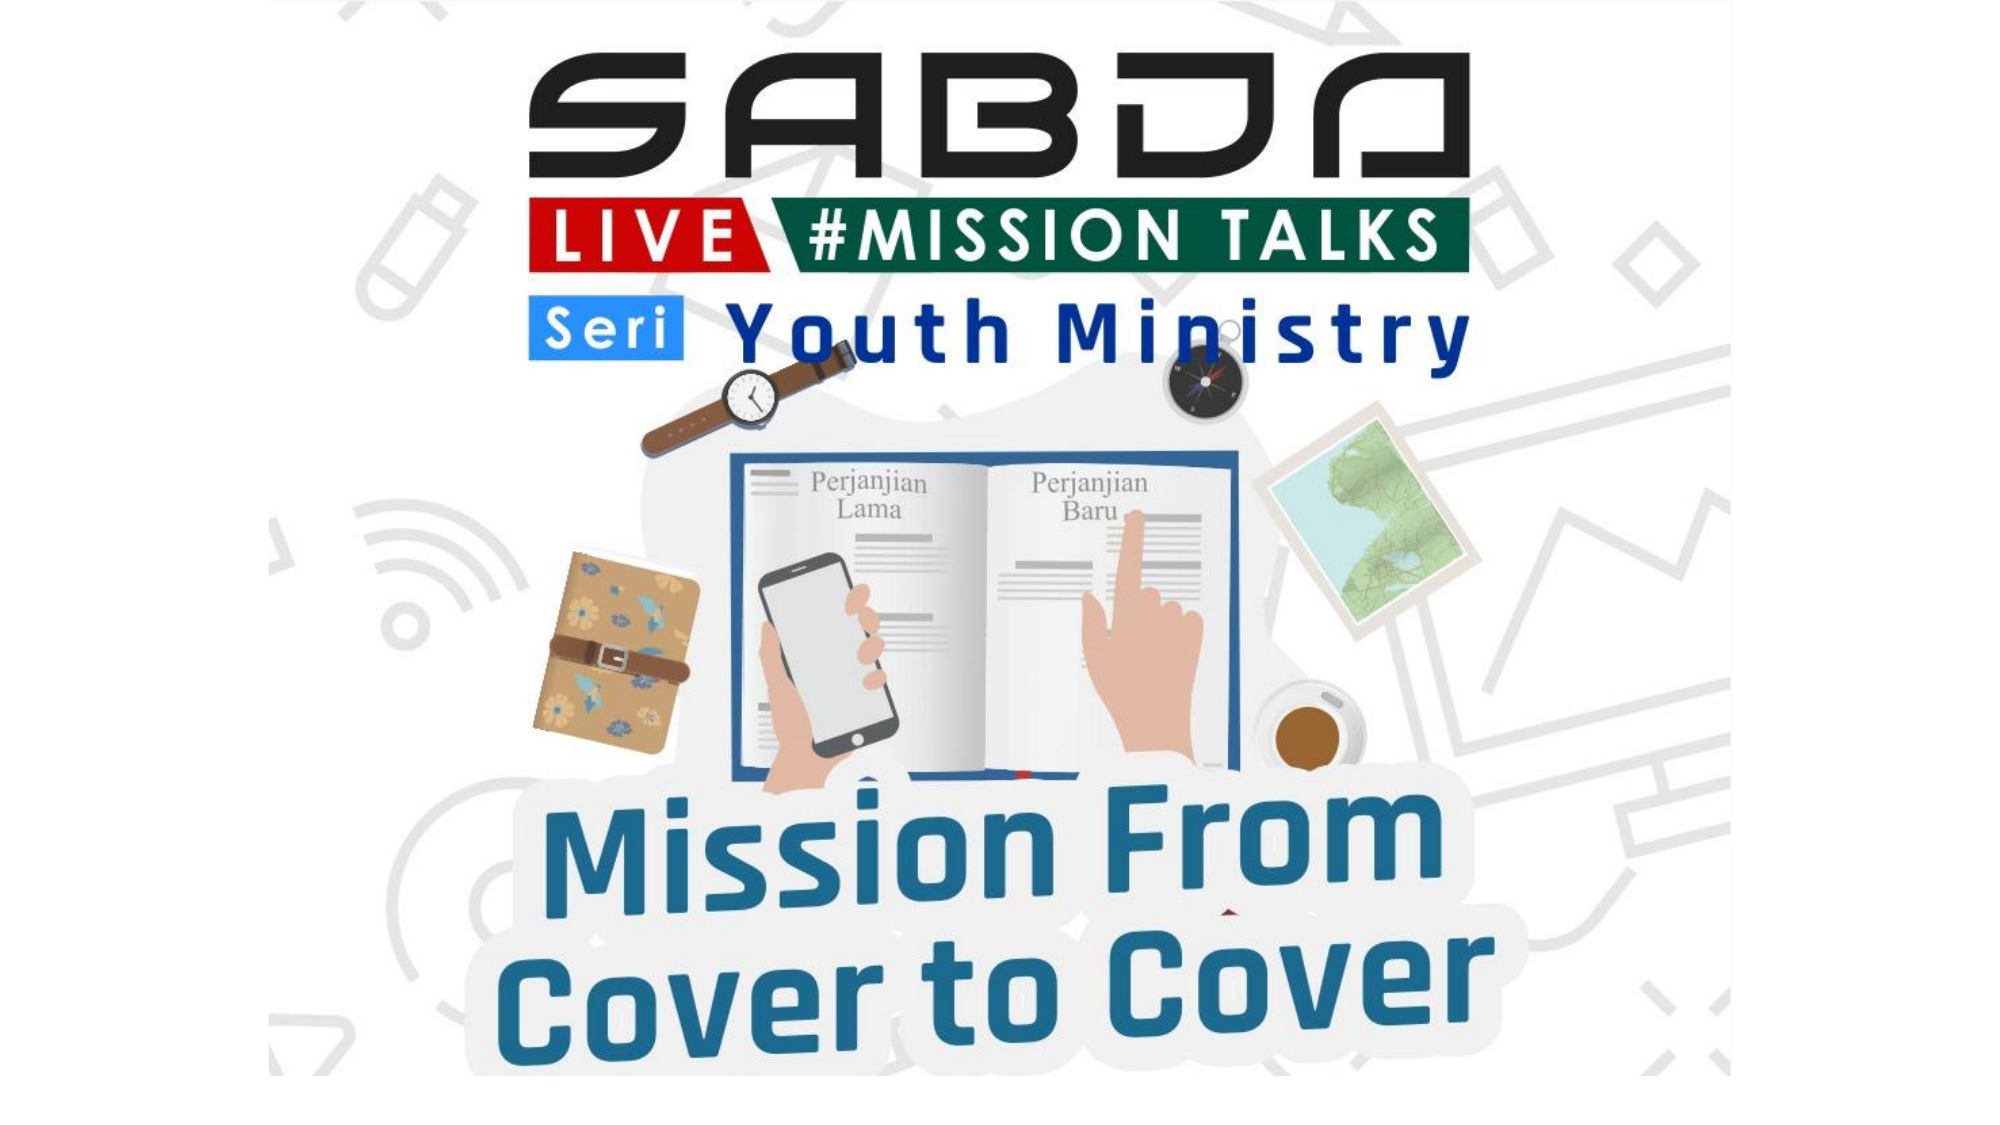 SABDA
LIVE #MISSION TALKS
Seri Youth Ministry
Perjanjian
Lama
Perjanjian
Baru
Mission From
Cover to Cover